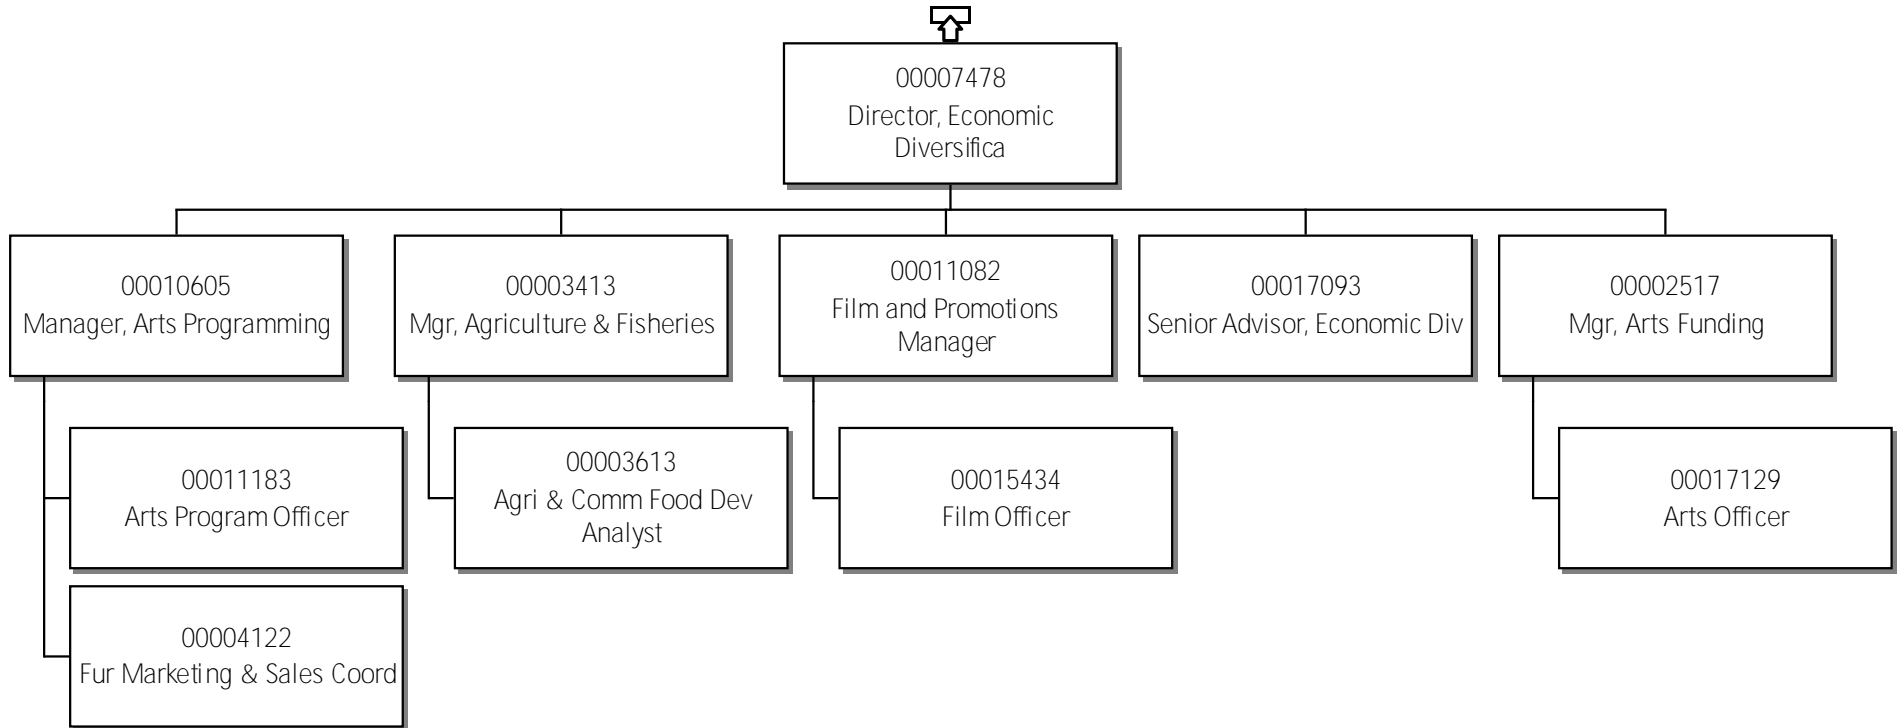 00007478
Director, Economic
Diversifica
00010605
Manager, Arts Programming
00003413
Mgr, Agriculture & Fisheries
00011082
Film and Promotions
Manager
00017093
Senior Advisor, Economic Div
00002517
Mgr, Arts Funding
00011183
Arts Program Officer
00003613
Agri & Comm Food Dev
Analyst
00015434
Film Officer
00017129
Arts Officer
00004122
Fur Marketing & Sales Coord